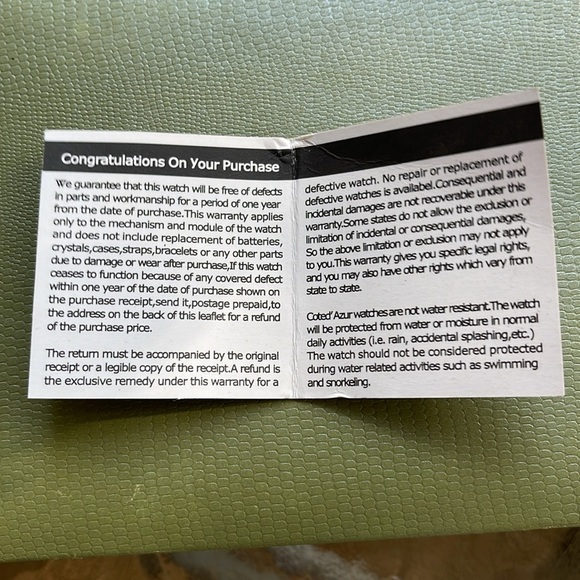 Congratulations On Your Purchase
We guarantee that this watch will be free of defects
in parts and workmanship for a period of one year
from the date of purchase.This warranty applies
only to the mechanism and module of the watch
and does not include replacement of batteries,
crystals,cases,straps,bracelets or any other parts
due to damage or wear after purchase,If this watch
ceases to function because of any covered defect
within one year of the date of purchase shown on
the purchase receipt,send it,postage prepaid,to
the address on the back of this leaflet for a refund
of the purchase price.
The return must be accompanied by the original
receipt or a legible copy of the receipt.A refund is
the exclusive remedy under this warranty for a
defective watch. No repair or replacement of
defective watches is availabel.Consequential and
incidental damages are not recoverable under this
warranty.Some states do not allow the exclusion or
limitation of incidental or consequential damages,
So the above limitation or exclusion may not apply
to you.This warranty gives you specific legal rights,
and you may also have other rights which vary from
state to state.
Coted'Azur watches are not water resistant.The watch
will be protected from water or moisture in normal
daily activities (i.e. rain, accidental splashing,etc.)
The watch should not be considered protected
during water related activities such as swimming
and snorkeling.